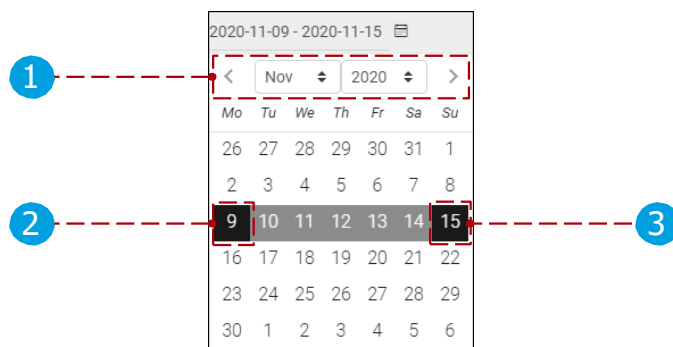 2020-11-09 - 2020-11-15
1
Nov 2020
Mo Tu We Th Fr Sa Su
26 27 28 29 30 31 1
2 3 4 5 6 7 8
2
9 10 11 12 13 14 15
3
16 17 18 19 20 21 22
23 24 25 26 27 28 29
30 1 2 3 4 5 6